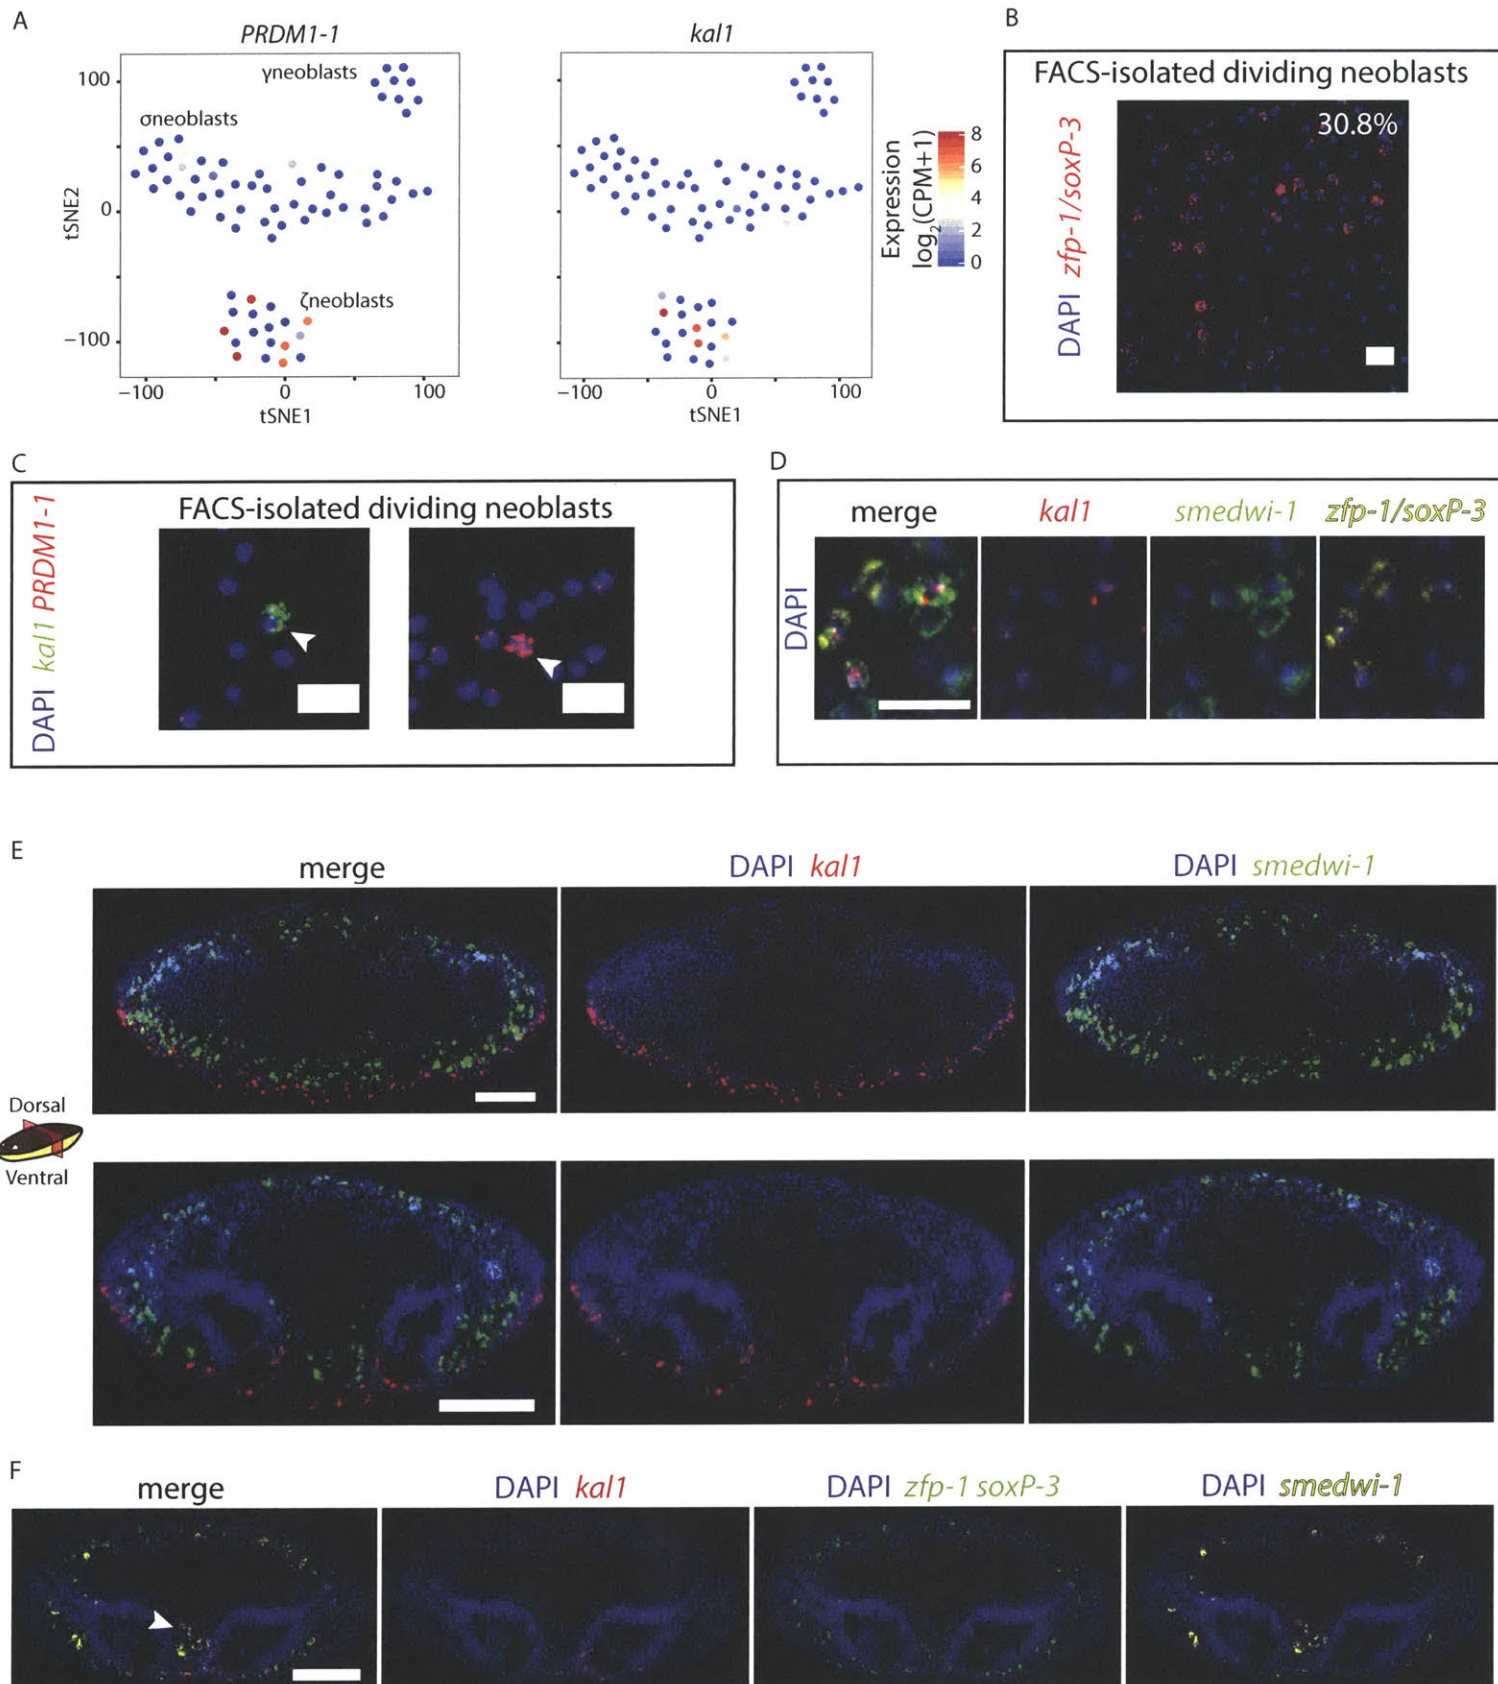 A
PRDM1-1
kal1
γneoblasts
σneoblasts
ζneoblasts
tSNE2
100
0
−100
−100
0
100
tSNE1
−100
0
100
tSNE1
Expression
log2(CPM+1)
8
6
4
2
0
B
FACS-isolated dividing neoblasts
DAPI zfp-1/soxP-3
30.8%
C
FACS-isolated dividing neoblasts
DAPI kal1 PRDM1-1
D
merge kal1 smedwi-1 zfp-1/soxP-3
DAPI
E
merge DAPI kal1 DAPI smedwi-1
Dorsal
Ventral
F
merge DAPI kal1 DAPI zfp-1 soxP-3 DAPI smedwi-1